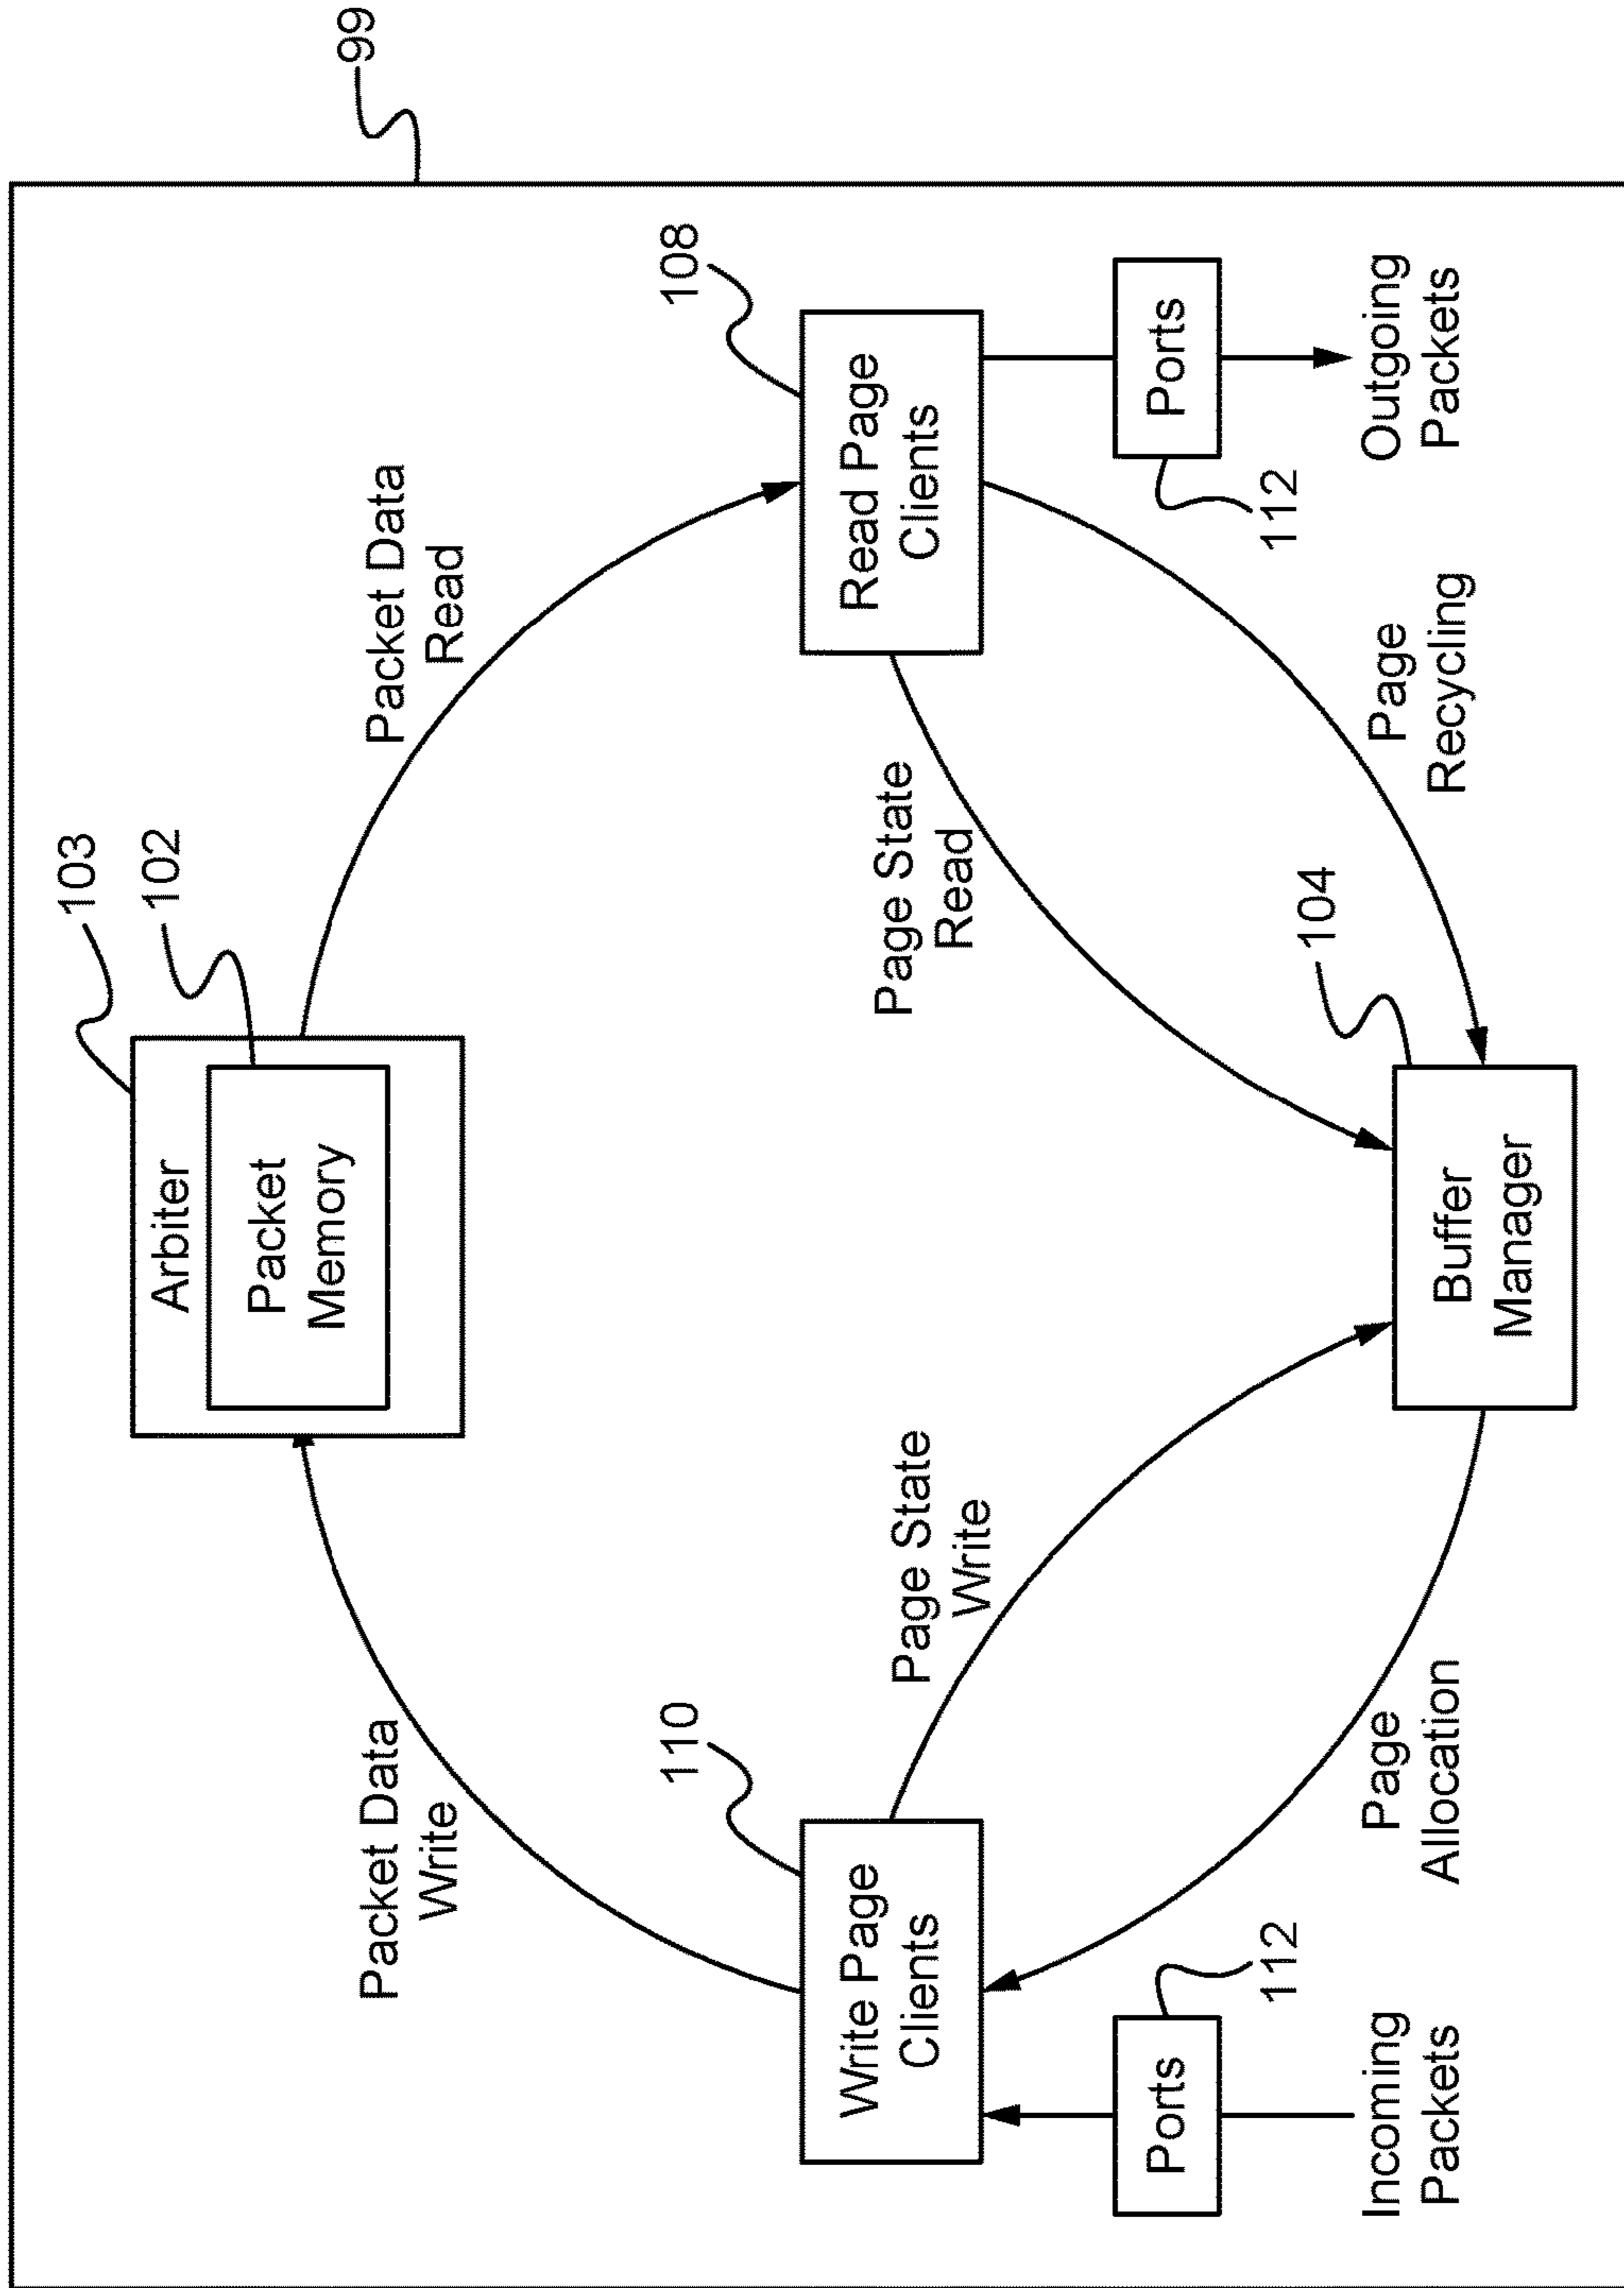 99
103
102
Arbiter
Packet
Memory
Packet Data
Write
Packet Data
Read
110
108
Write Page
Clients
Read Page
Clients
Page State
Write
Page State
Read
Ports
112
Ports
112
104
Incoming
Packets
Page
Allocation
Buffer
Manager
Page
Recycling
Outgoing
Packets